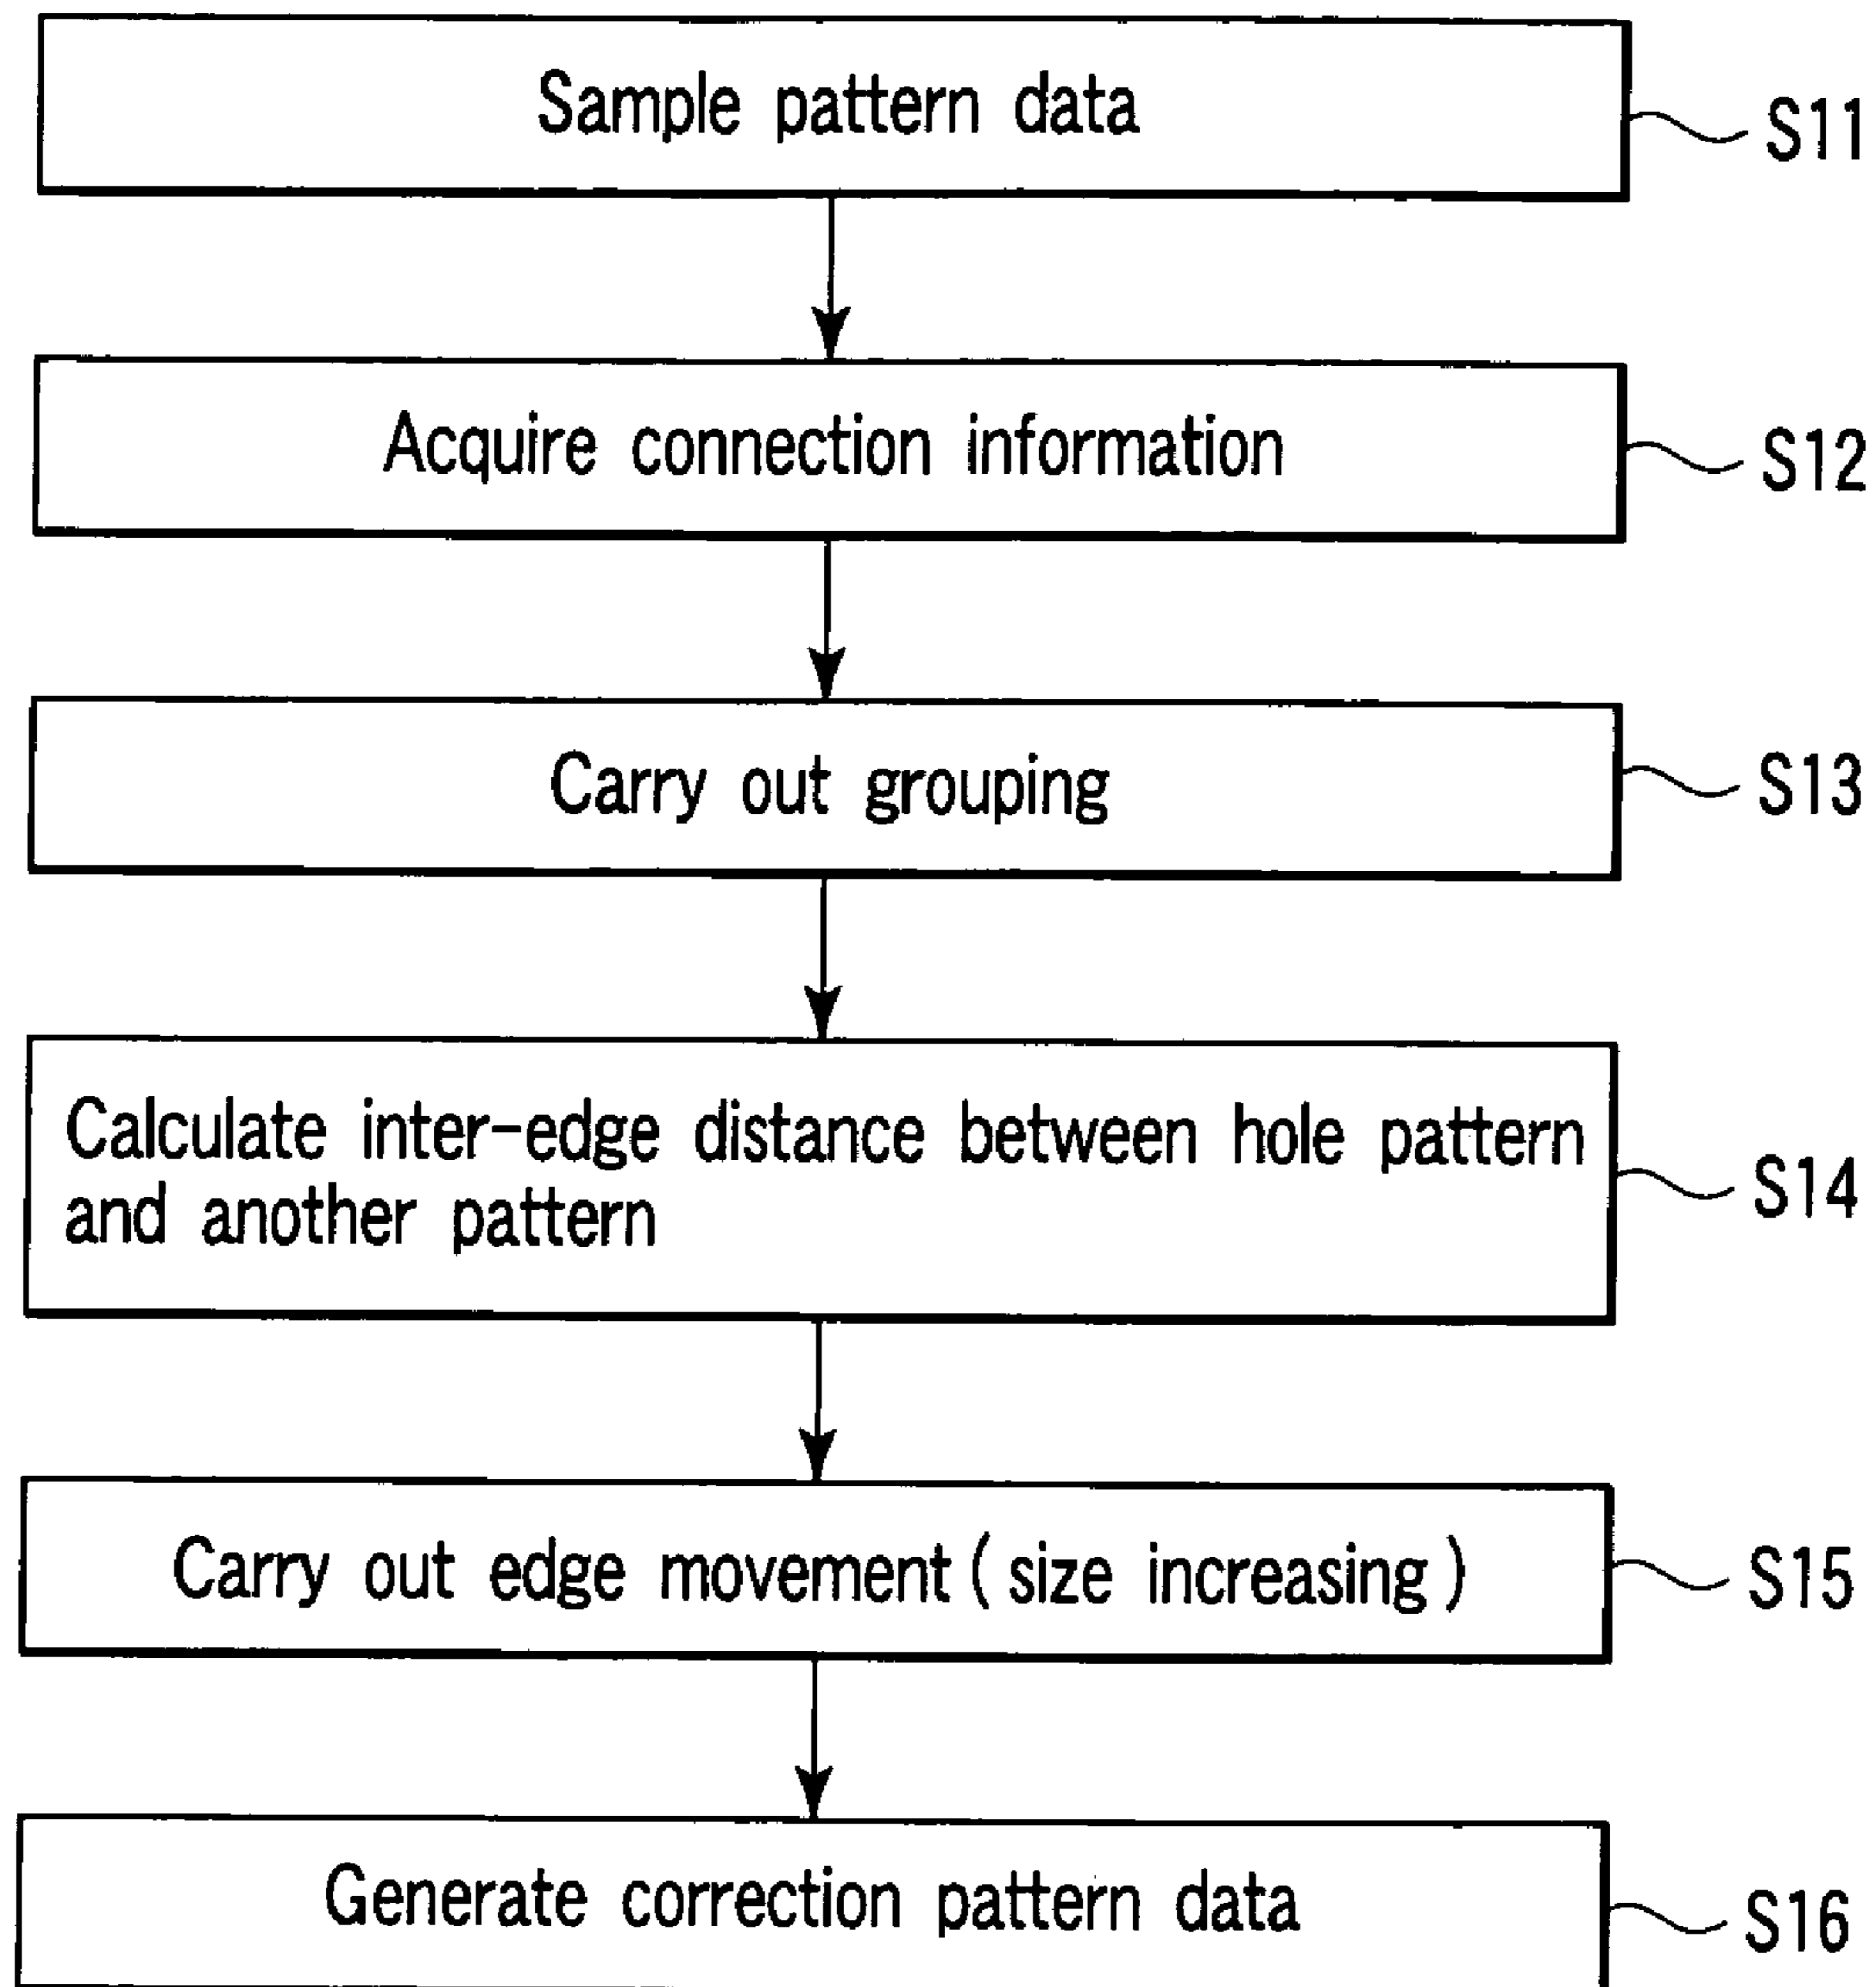 Sample pattern data
S11
Acquire connection information
S12
Carry out grouping
S13
Calculate inter-edge distance between hole pattern
and another pattern
S14
Carry out edge movement (size increasing)
S15
Generate correction pattern data
S16